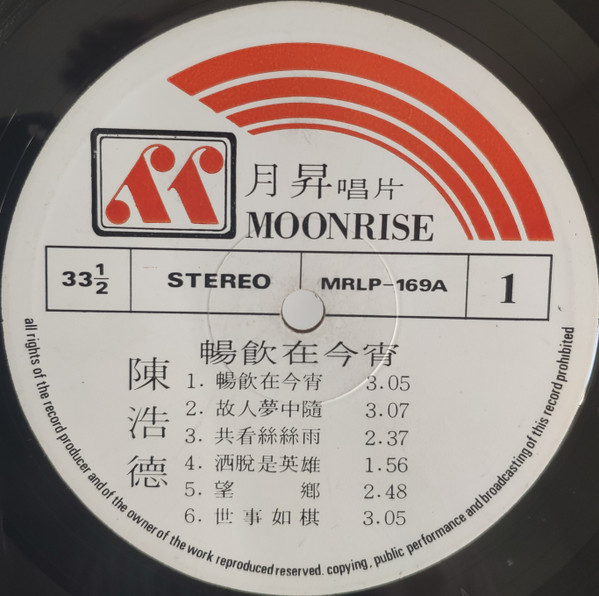 月昇唱片
MOONRISE
33 1/2
STEREO
MRLP-169A
1
暢飲在今宵
陳浩德
1. 暢飲在今宵 3.05
2. 故人夢中隨 3.07
3. 共看絲絲雨 2.37
4. 洒脫是英雄 1.56
5. 望鄉 2.48
6. 世事如棋 3.05
all rights of the record producer and of the owner of the work reproduced reserved. copying, public performance and broadcasting of this record prohibited